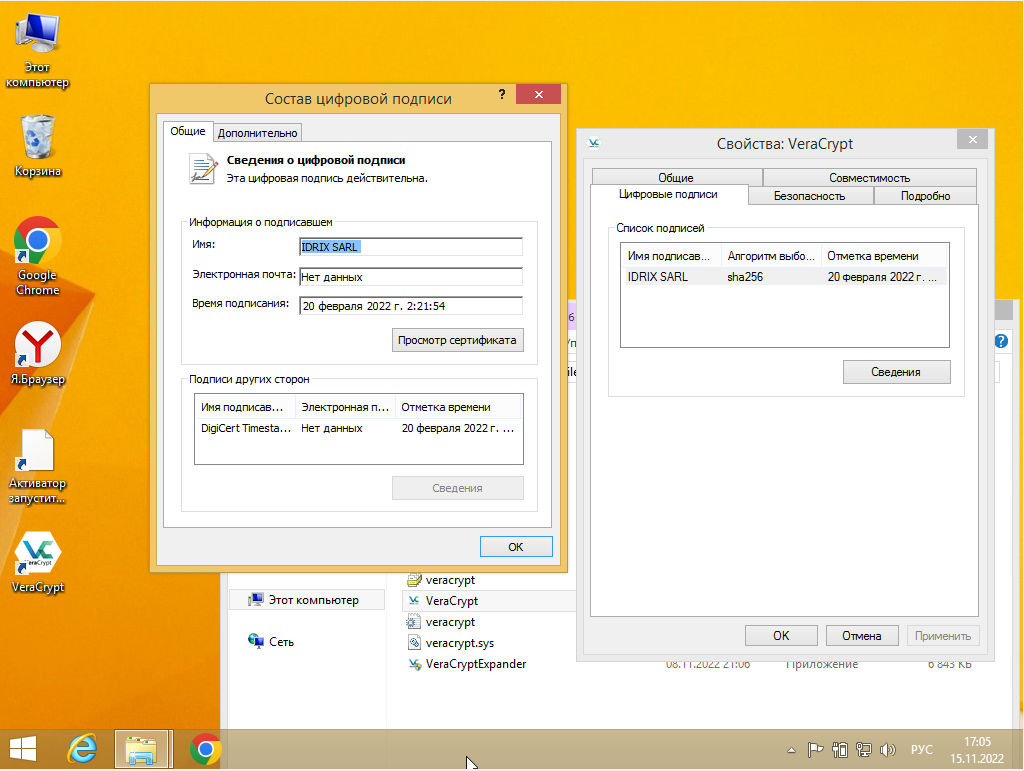 Этот
компьютер
Корзина
Google
Chrome
Я.Браузер
Активатор
запустит...
VeraCrypt
VeraCrypt
Состав цифровой подписи
?
Общие
Дополнительно
Сведения о цифровой подписи
Эта цифровая подпись действительна.
Информация о подписавшем
Имя:
IDRIX SARL
Электронная почта:
Нет данных
Время подписания:
20 февраля 2022 г. 2:21:54
Просмотр сертификата
Подписи других сторон
Имя подписав...
Электронная п...
Отметка времени
DigiCert Timesta...
Нет данных
20 февраля 2022 г. ...
Сведения
ОК
Свойства: VeraCrypt
Общие
Совместимость
Цифровые подписи
Безопасность
Подробно
Список подписей
Имя подписав...
Алгоритм выбо...
Отметка времени
IDRIX SARL
sha256
20 февраля 2022 г. ...
Сведения
ОК
Отмена
Применить
Этот компьютер
Сеть
veracrypt
VeraCrypt
veracrypt
veracrypt.sys
VeraCryptExpander
08.11.2022 21:06
Приложение
6 843 КБ
РУС
17:05
15.11.2022